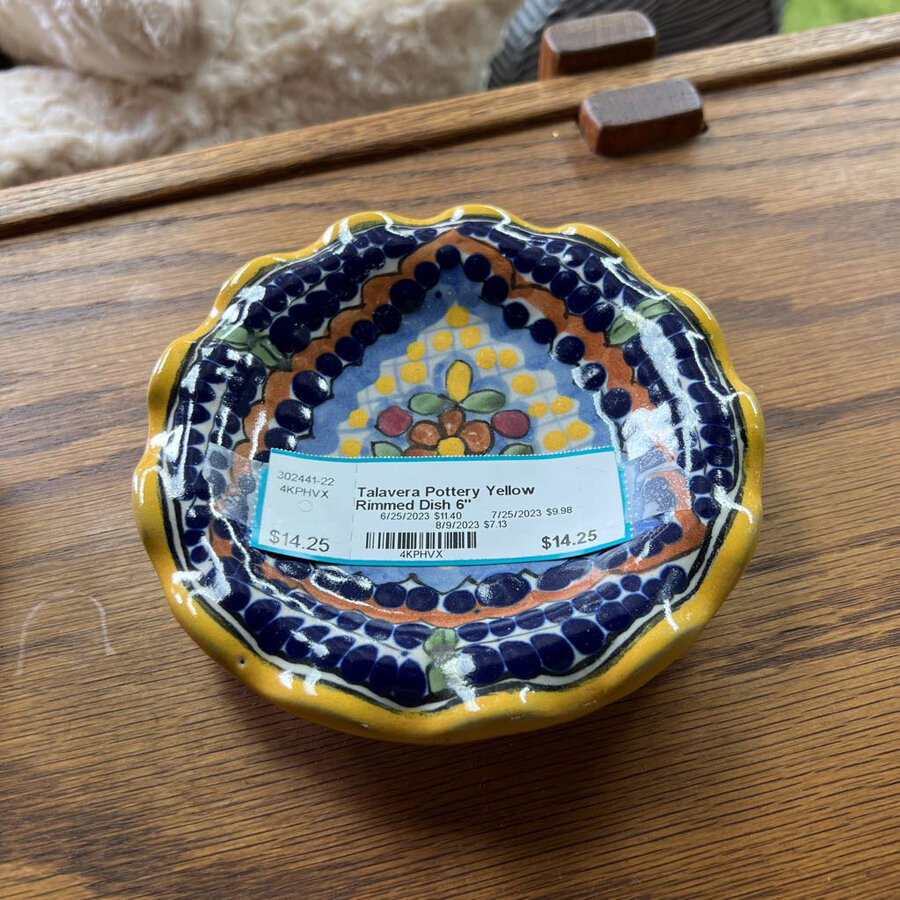 302441-22
4KPHVX
$14.25
Talavera Pottery Yellow
Rimmed Dish 6"
6/25/2023 $11.40 7/25/2023 $9.98
8/9/2023 $7.13
4KPHVX
$14.25